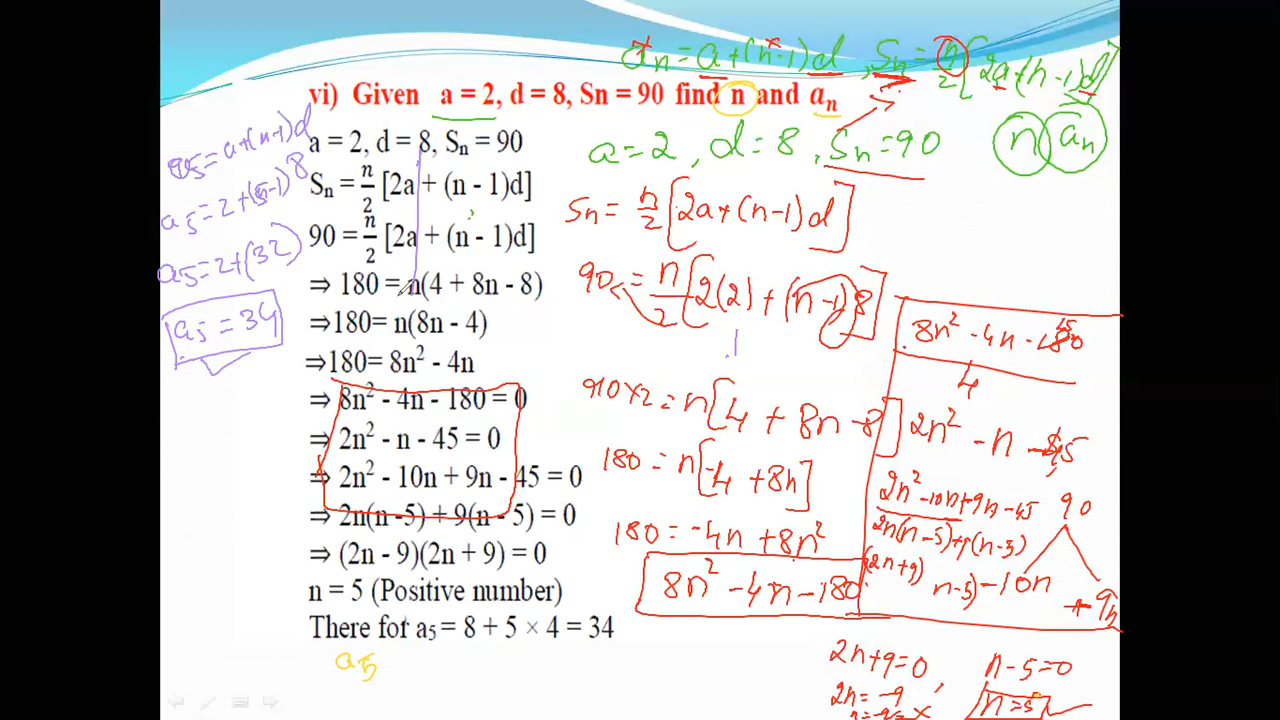 aₙ = a + (n-1)d , Sₙ = n/2 [2a + (n-1)d]
vi) Given a = 2, d = 8, Sn = 90 find n and aₙ
a = 2, d = 8, Sₙ = 90
Sₙ = n/2 [2a + (n - 1)d]
90 = n/2 [2a + (n - 1)d]
⇒ 180 = n(4 + 8n - 8)
⇒180= n(8n - 4)
⇒180= 8n² - 4n
⇒ 8n² - 4n - 180 = 0
⇒ 2n² - n - 45 = 0
⇒ 2n² - 10n + 9n - 45 = 0
⇒ 2n(n -5) + 9(n - 5) = 0
⇒ (2n - 9)(2n + 9) = 0
n = 5 (Positive number)
There for a₅ = 8 + 5 × 4 = 34
a₅
a₅ = a + (n-1)d
a₅ = 2 + (5-1) 8
a₅ = 2 + (32)
a₅ = 34
a = 2 , d = 8 , Sₙ = 90
n aₙ
Sₙ = n/2 [2a + (n-1)d]
90 = n/2 [2(2) + (n-1)8]
90×2 = n[4 + 8n - 8]
180 = n[-4 + 8n]
180 = -4n + 8n²
8n² - 4n - 180
8n² - 4n - 180
4
45
2n² - n - 45
2n² - 10n + 9n - 45
2n(n-5) + 9(n-5)
(2n+9) n-5)
90
-10n
+ 9n
2n + 9 = 0 , n - 5 = 0
2n = -9
n = 5